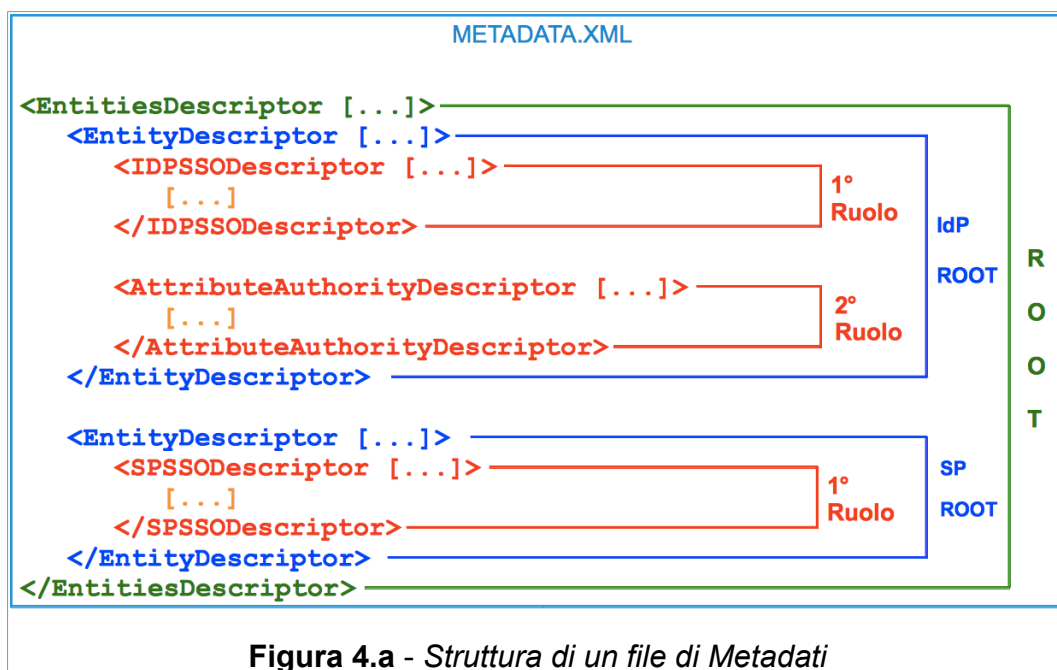 METADATA.XML
<EntitiesDescriptor [...]>
<EntityDescriptor [...]>
<IDPSSODescriptor [...]>
[...]
</IDPSSODescriptor>
1°
Ruolo
<AttributeAuthorityDescriptor [...]>
[...]
</AttributeAuthorityDescriptor>
2°
Ruolo
</EntityDescriptor>
IdP
ROOT
<EntityDescriptor [...]>
<SPSSODescriptor [...]>
[...]
</SPSSODescriptor>
1°
Ruolo
</EntityDescriptor>
SP
ROOT
</EntitiesDescriptor>
R
O
O
T
Figura 4.a - Struttura di un file di Metadati